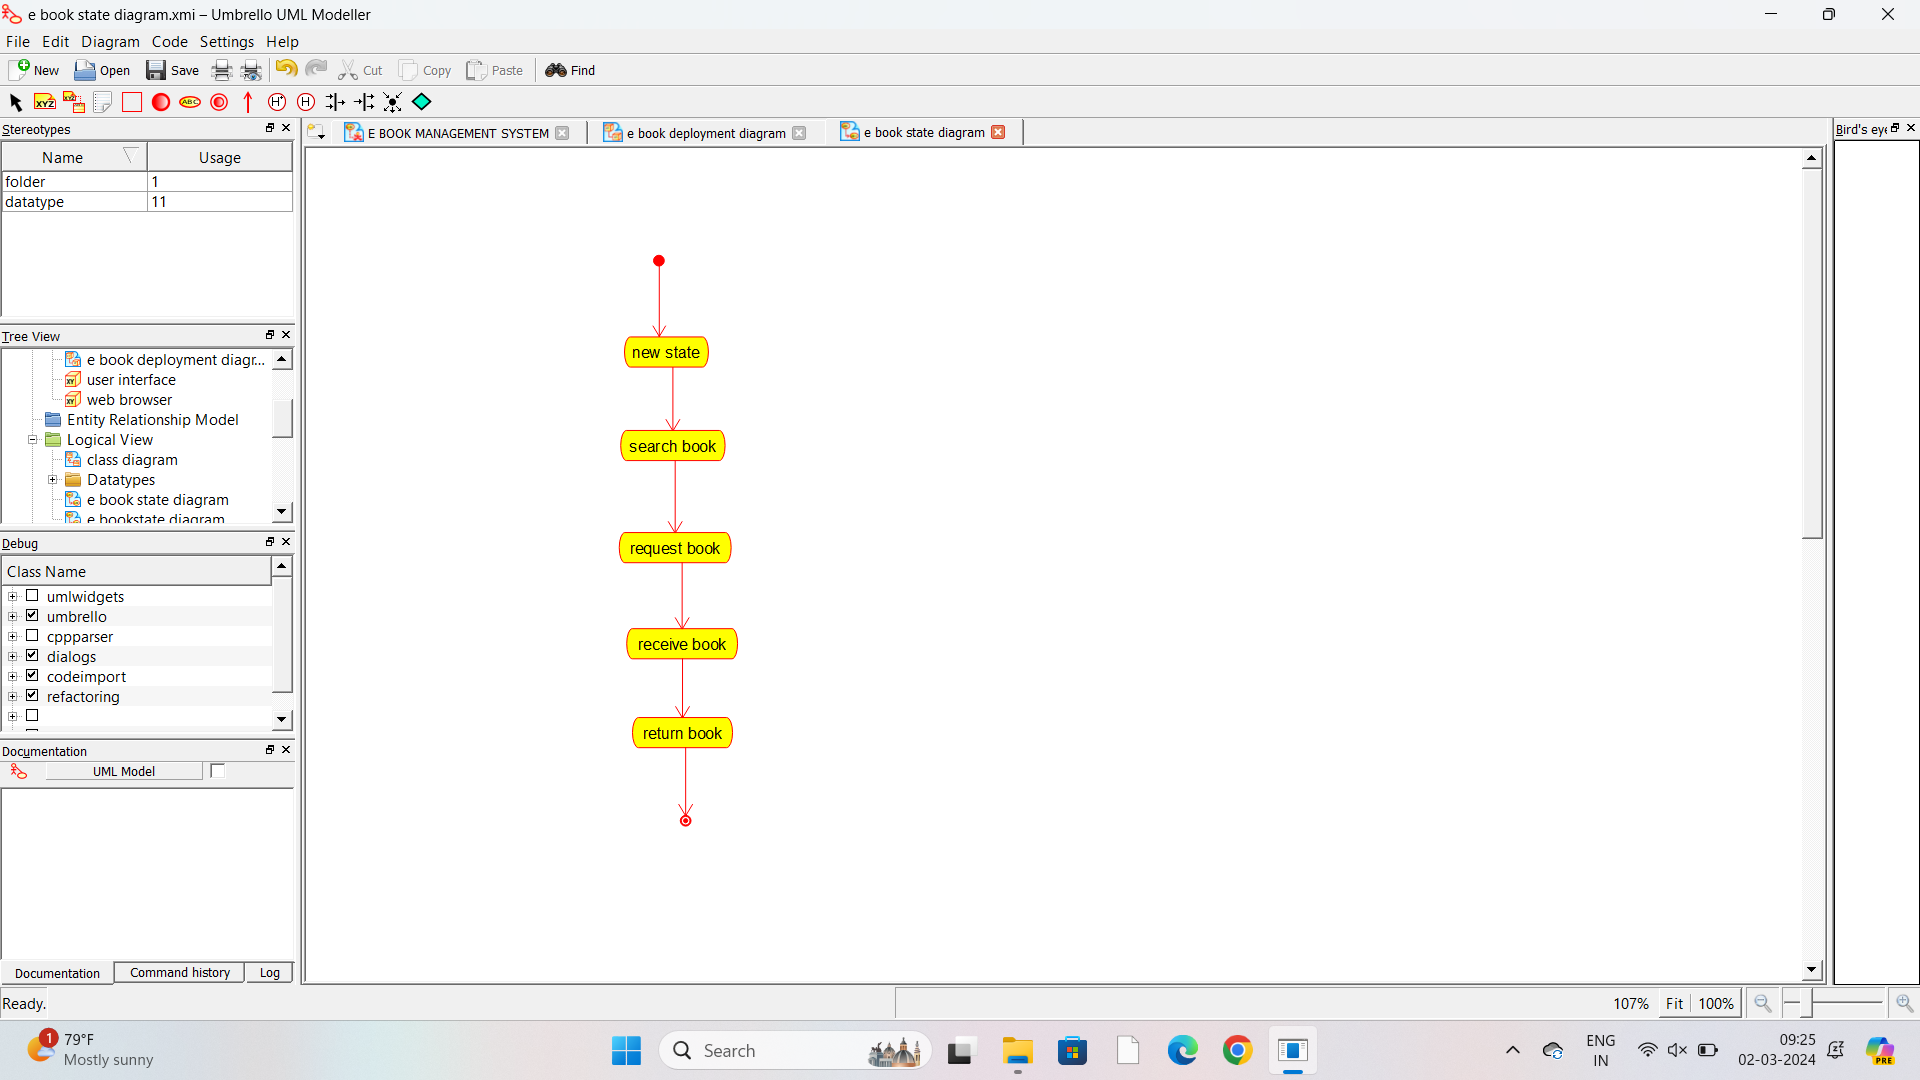 e book state diagram.xmi – Umbrello UML Modeller
File Edit Diagram Code Settings Help
New Open Save Cut Copy Paste Find
XYZ ABC H* H
Stereotypes
Name Usage
folder 1
datatype 11
Tree View
e book deployment diagr...
user interface
web browser
Entity Relationship Model
Logical View
class diagram
Datatypes
e book state diagram
e bookstate diagram
Debug
Class Name
umlwidgets
umbrello
cppparser
dialogs
codeimport
refactoring
Documentation
UML Model
Documentation Command history Log
E BOOK MANAGEMENT SYSTEM e book deployment diagram e book state diagram
new state
search book
request book
receive book
return book
Bird's eye
Ready.
107% Fit 100%
1
79°F
Mostly sunny
Search
ENG
IN
09:25
02-03-2024
PRE